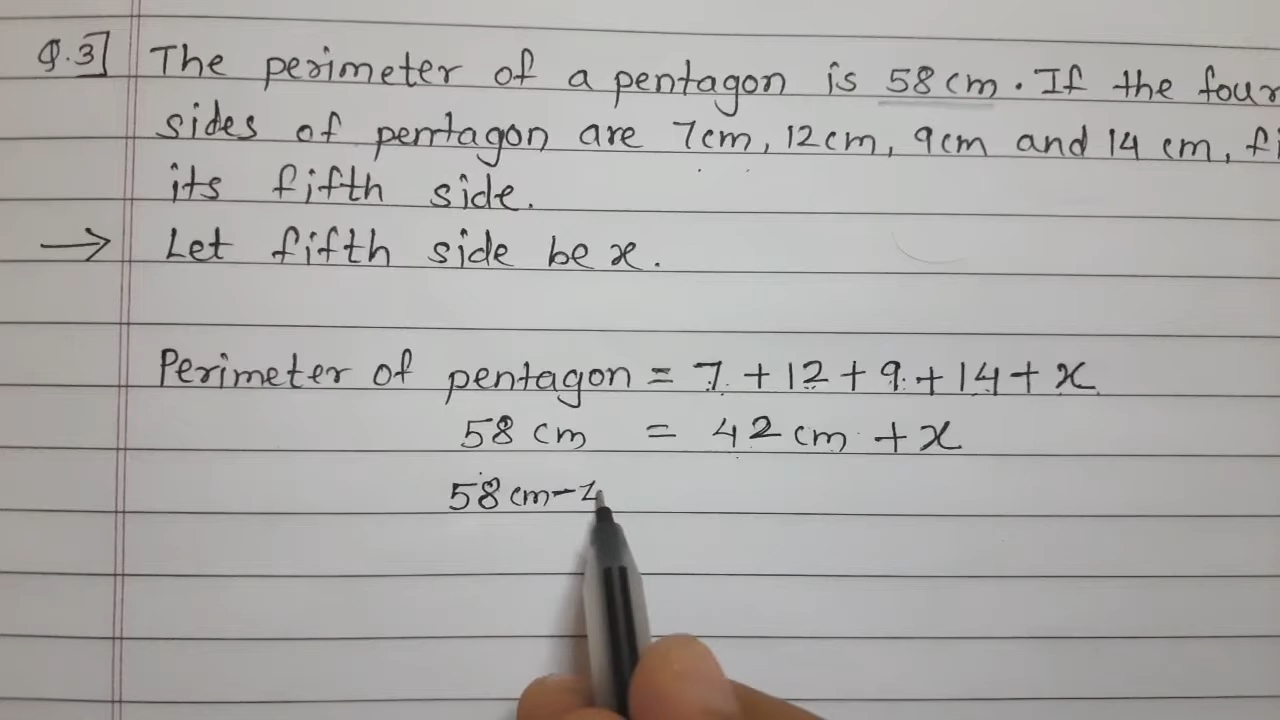 Q.3] The perimeter of a pentagon is 58 cm. If the four
sides of pentagon are 7cm, 12cm, 9cm and 14 cm,
its fifth side.
→ Let fifth side be x.
Perimeter of pentagon = 7 + 12 + 9 + 14 + x
58 cm = 42 cm + x
58 cm -